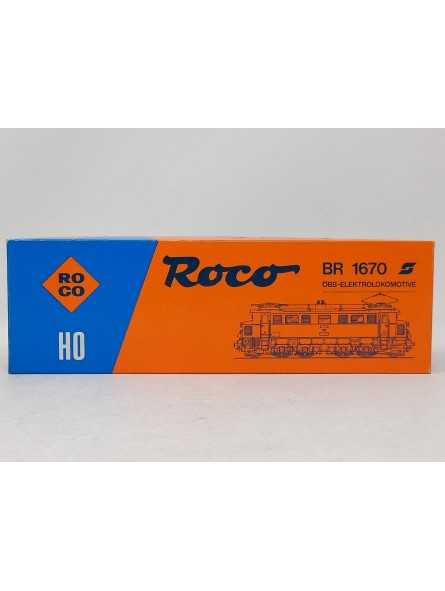 RO
CO
HO
Roco
BR 1670
ÖBB-ELEKTROLOKOMOTIVE